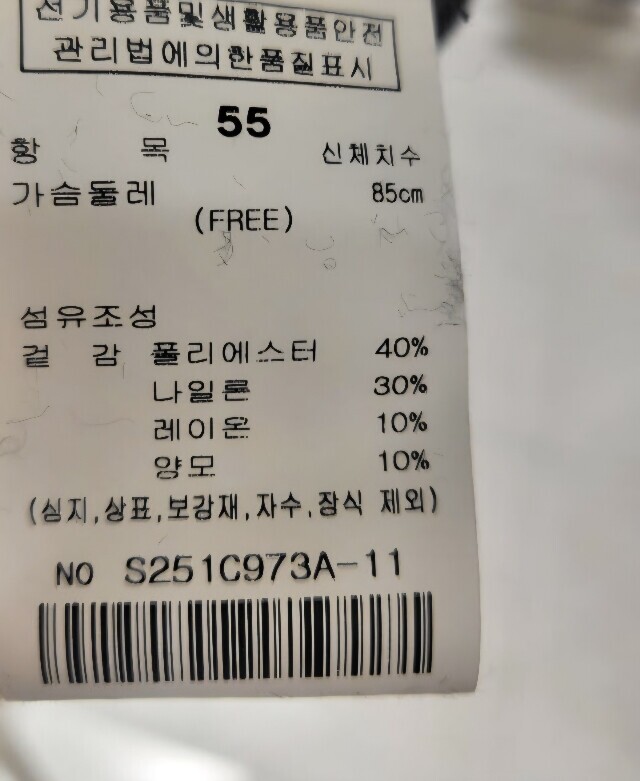 전기용품및생활용품안전
관리법에의한품질표시
55
항 목 신체치수
가슴둘레 85cm
(FREE)
섬유조성
겉 감 폴리에스터 40%
나일론 30%
레이온 10%
양모 10%
(심지,상표,보강재,자수,장식 제외)
NO S251C973A-11